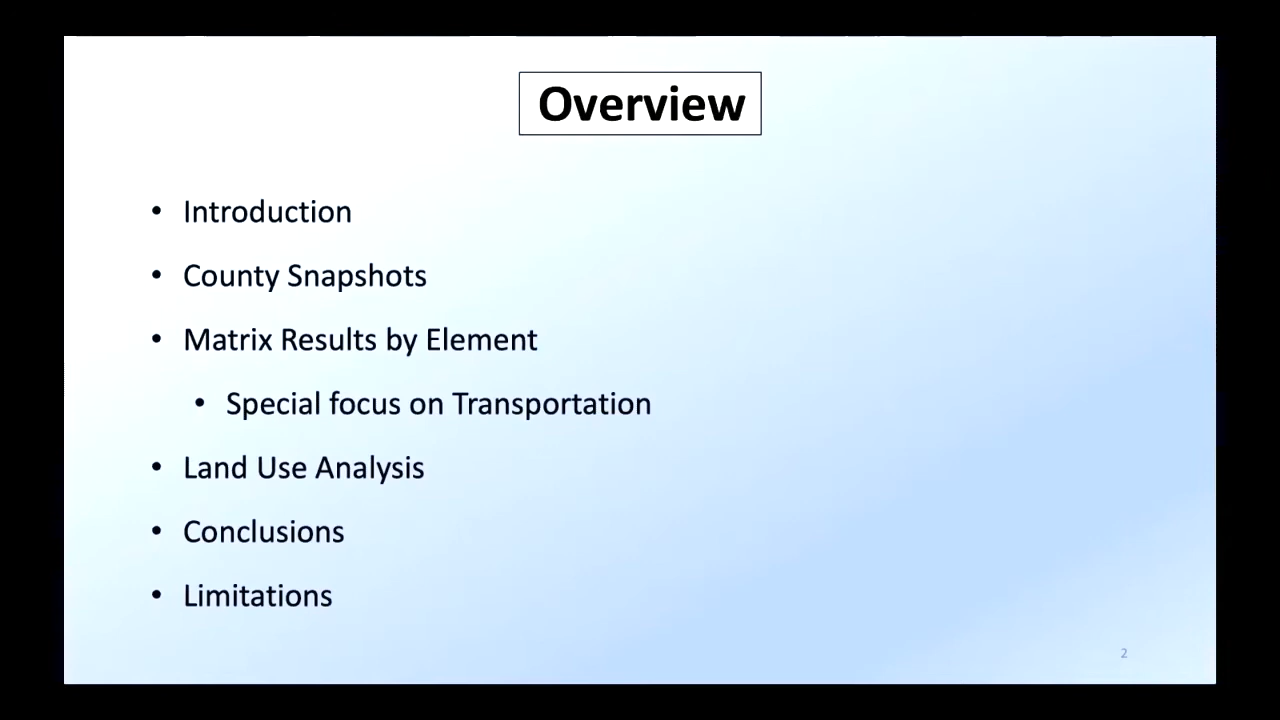 Overview
• Introduction
• County Snapshots
• Matrix Results by Element
• Special focus on Transportation
• Land Use Analysis
• Conclusions
• Limitations
2